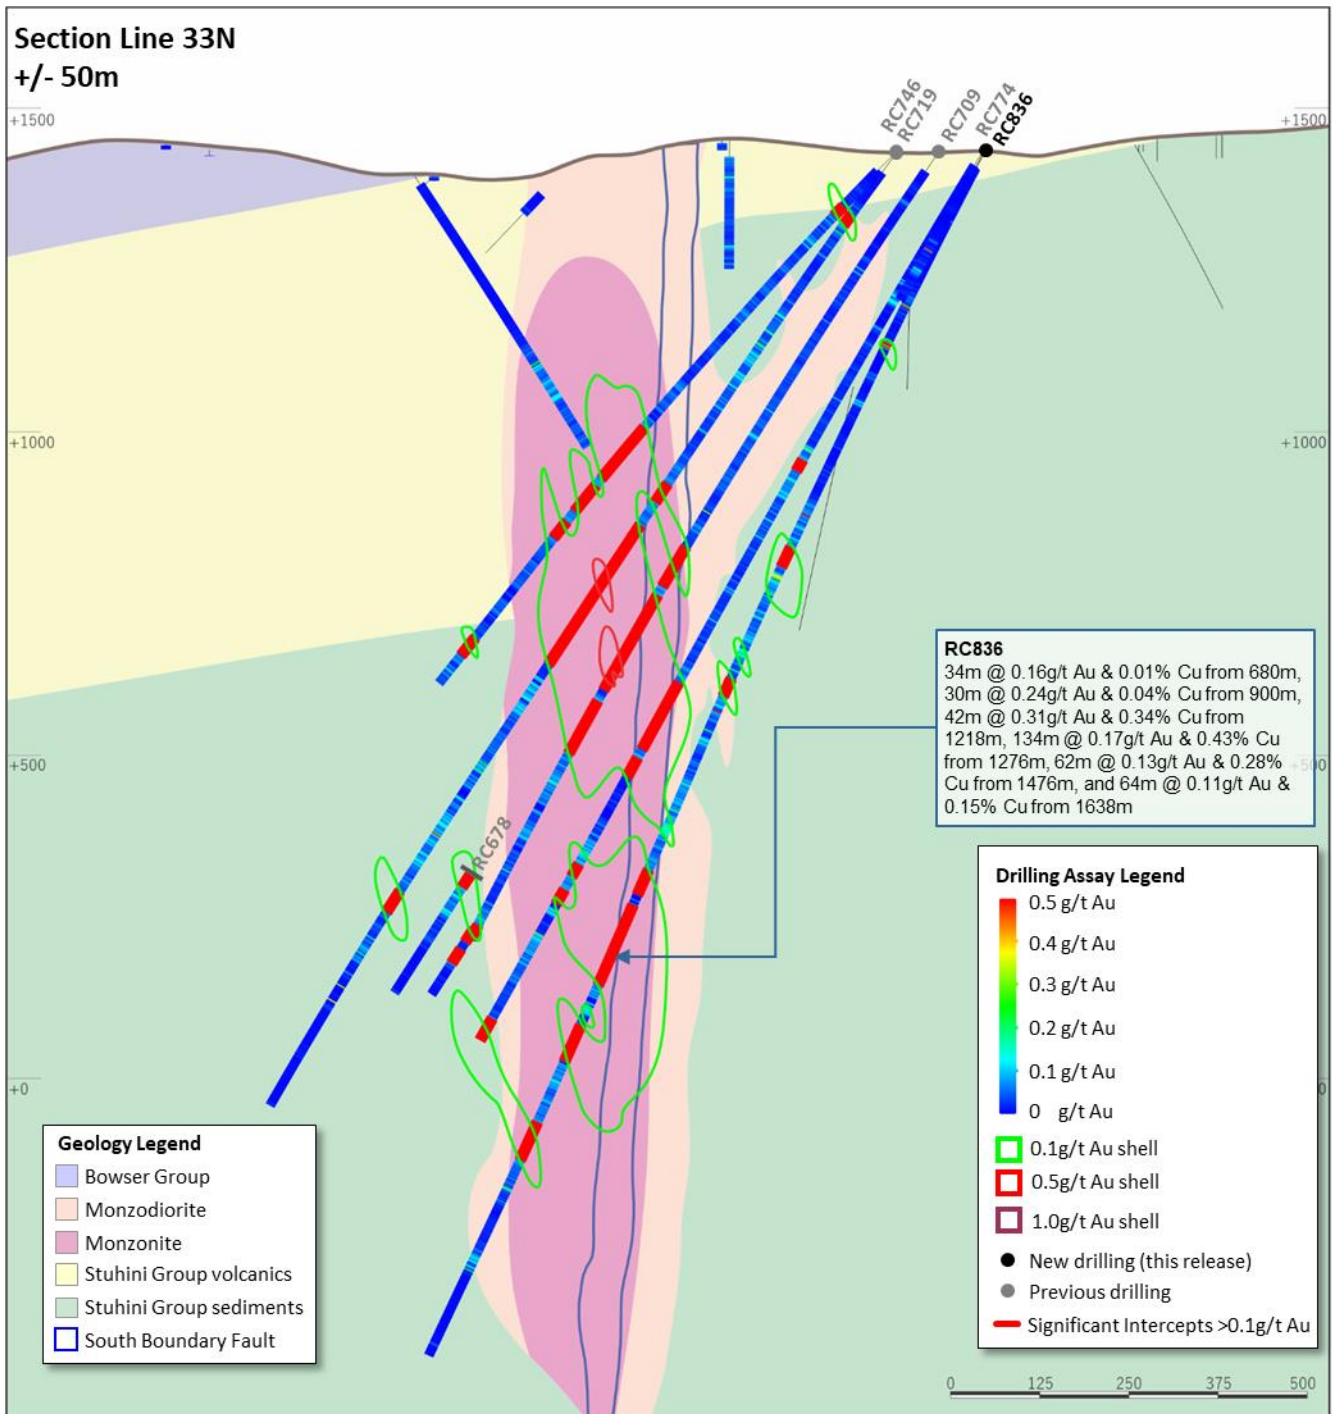 Section Line 33N
+/- 50m
RC746
RC719
RC709
RC774
RC836
+1500
+1500
+1000
+1000
RC836
34m @ 0.16g/t Au & 0.01% Cu from 680m,
30m @ 0.24g/t Au & 0.04% Cu from 900m,
42m @ 0.31g/t Au & 0.34% Cu from
1218m, 134m @ 0.17g/t Au & 0.43% Cu
from 1276m, 62m @ 0.13g/t Au & 0.28%
Cu from 1476m, and 64m @ 0.11g/t Au &
0.15% Cu from 1638m
+500
+500
RC678
Drilling Assay Legend
0.5 g/t Au
0.4 g/t Au
0.3 g/t Au
0.2 g/t Au
0.1 g/t Au
0 g/t Au
0.1g/t Au shell
0.5g/t Au shell
1.0g/t Au shell
New drilling (this release)
Previous drilling
Significant Intercepts >0.1g/t Au
+0
0
Geology Legend
Bowser Group
Monzodiorite
Monzonite
Stuhini Group volcanics
Stuhini Group sediments
South Boundary Fault
0 125 250 375 500